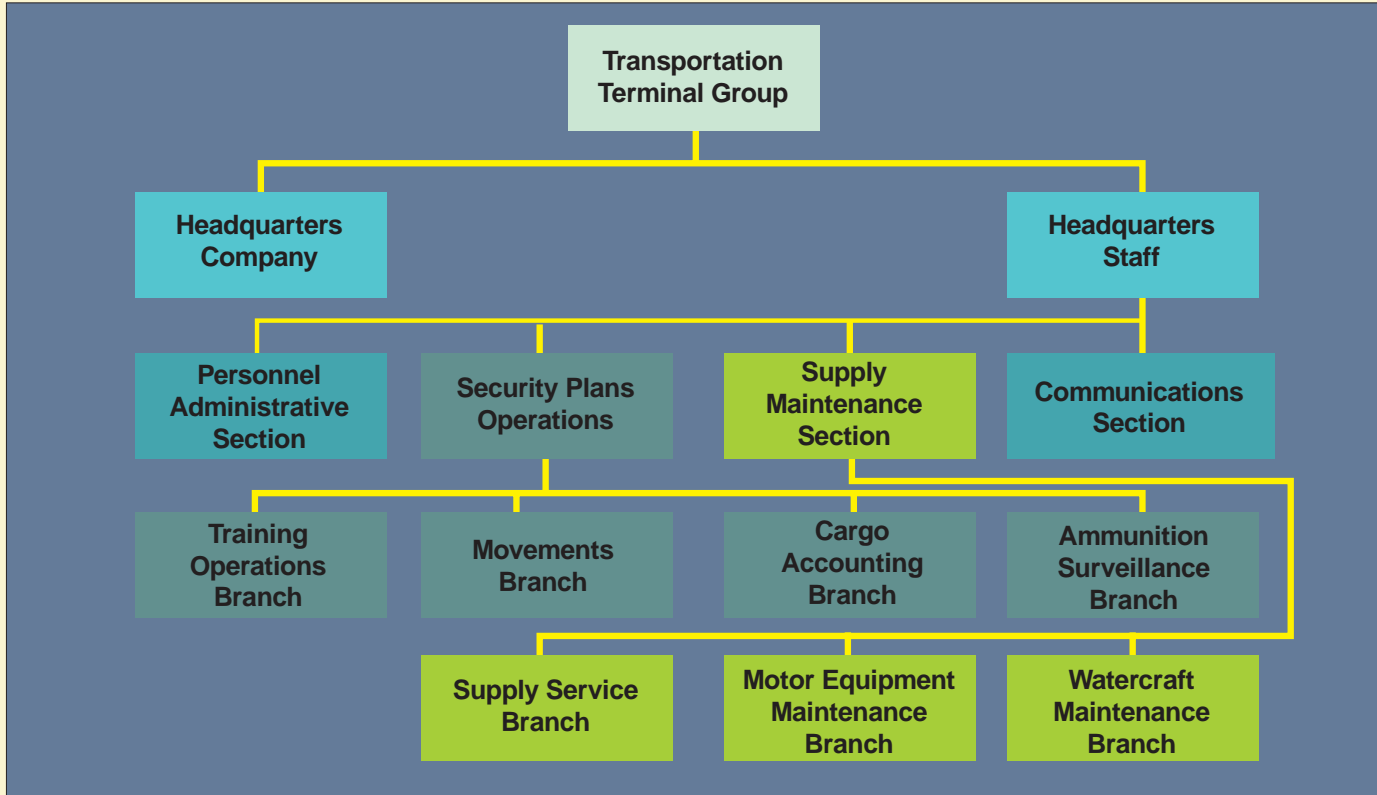 Transportation
Terminal Group
Headquarters
Company
Headquarters
Staff
Personnel
Administrative
Section
Security Plans
Operations
Supply
Maintenance
Section
Communications
Section
Training
Operations
Branch
Movements
Branch
Cargo
Accounting
Branch
Ammunition
Surveillance
Branch
Supply Service
Branch
Motor Equipment
Maintenance
Branch
Watercraft
Maintenance
Branch